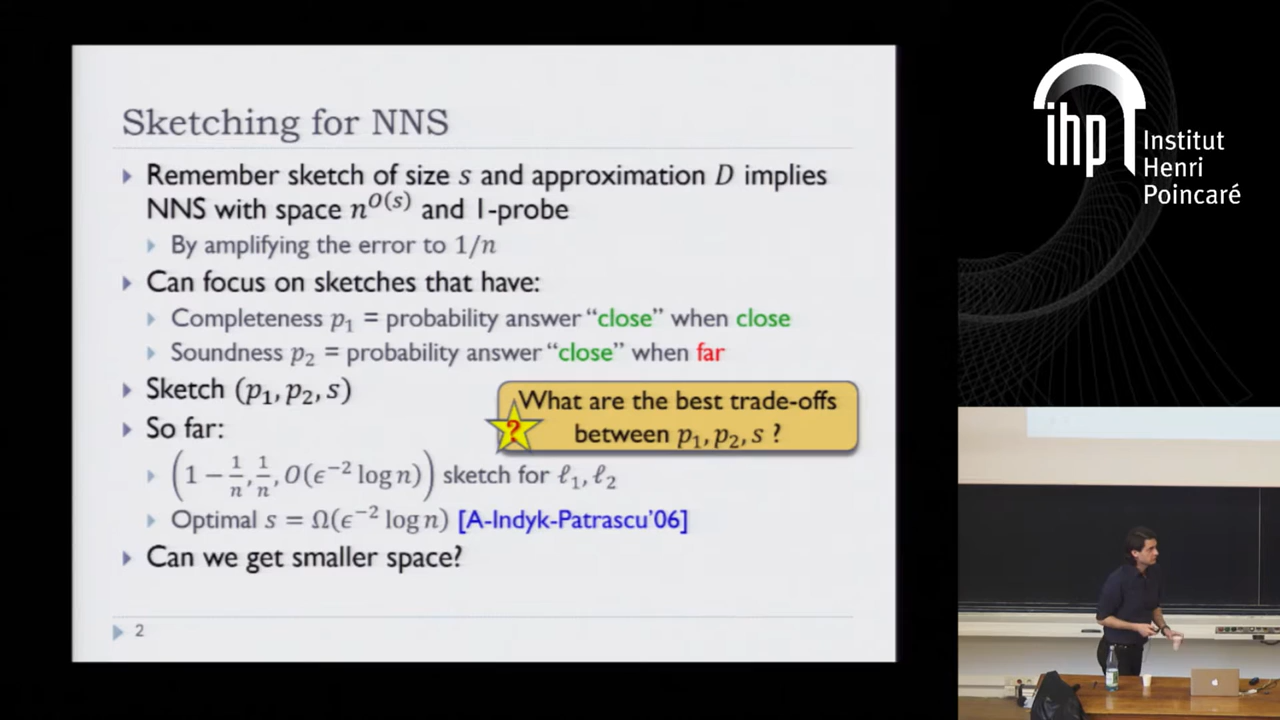 Sketching for NNS
Remember sketch of size s and approximation D implies
NNS with space n^{O(s)} and 1-probe
By amplifying the error to 1/n
Can focus on sketches that have:
Completeness p₁ = probability answer “close” when close
Soundness p₂ = probability answer “close” when far
Sketch (p₁, p₂, s)
What are the best trade-offs
between p₁, p₂, s ?
?
So far:
(1 − 1/n, 1/n, O(ϵ⁻² log n)) sketch for ℓ₁, ℓ₂
Optimal s = Ω(ϵ⁻² log n) [A-Indyk-Patrascu’06]
Can we get smaller space?
2
ihp
Institut
Henri
Poincaré